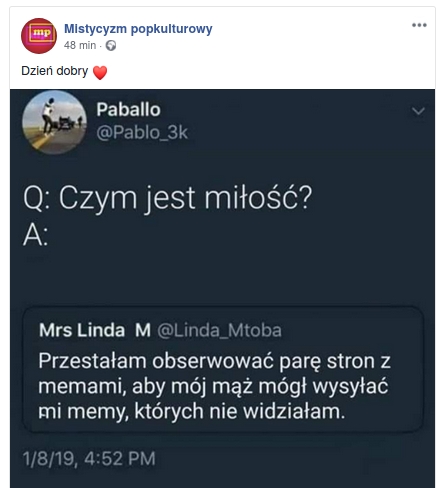 mp
Mistycyzm popkulturowy
48 min ·
Dzień dobry ❤️
Paballo
@Pablo_3k
Q: Czym jest miłość?
A:
Mrs Linda M @Linda_Mtoba
Przestałam obserwować parę stron z
memami, aby mój mąż mógł wysyłać
mi memy, których nie widziałam.
1/8/19, 4:52 PM